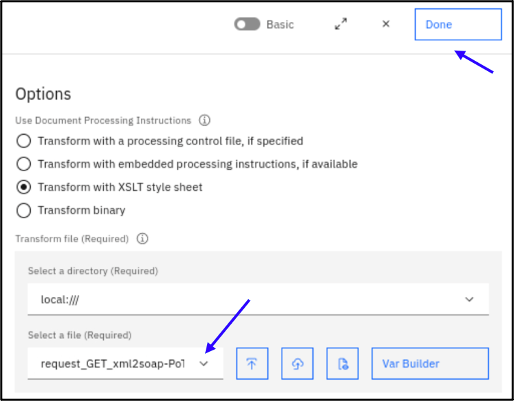 Basic
Done
Options
Use Document Processing Instructions
Transform with a processing control file, if specified
Transform with embedded processing instructions, if available
Transform with XSLT style sheet
Transform binary
Transform file (Required)
Select a directory (Required)
local:///
Select a file (Required)
request_GET_xml2soap-PoT
Var Builder